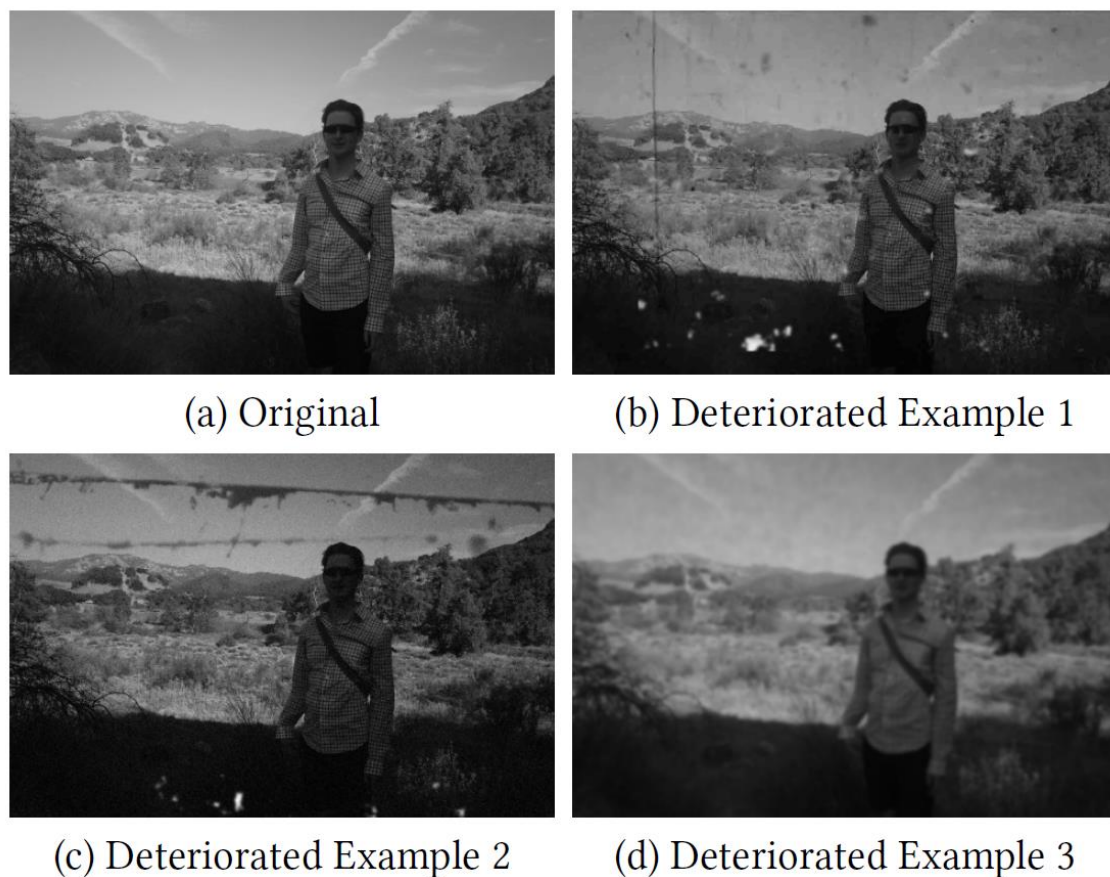 (a) Original
(b) Deteriorated Example 1
(c) Deteriorated Example 2
(d) Deteriorated Example 3